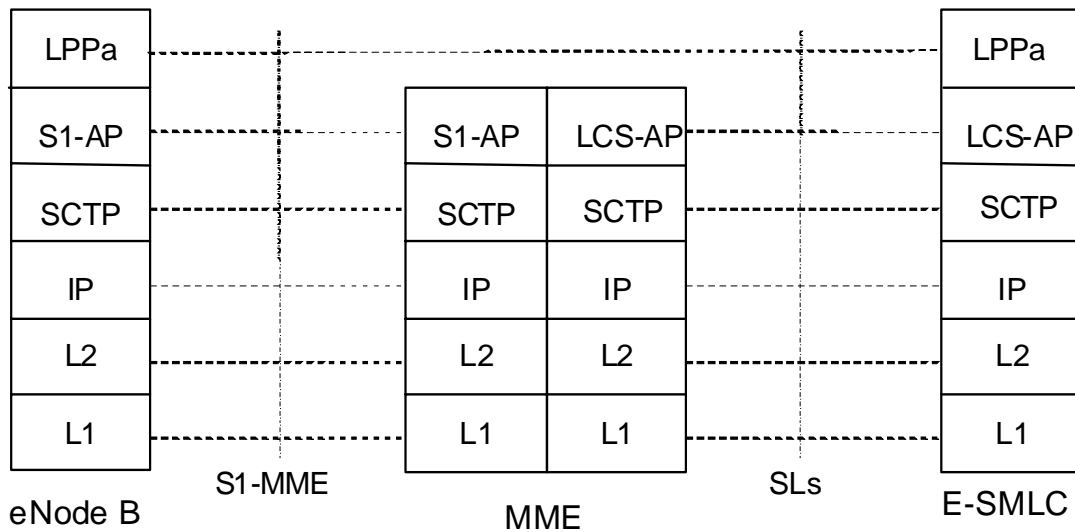 LPPa LPPa
S1-AP S1-AP LCS-AP LCS-AP
SCTP SCTP SCTP SCTP
IP IP IP IP
L2 L2 L2 L2
L1 L1 L1 L1
S1-MME SLs
eNode B MME E-SMLC